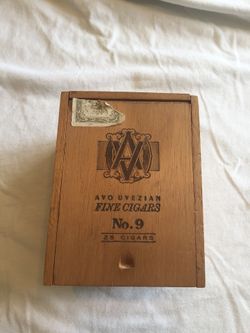 AVO UVEZIAN
FINE CIGARS
No. 9
25 CIGARS